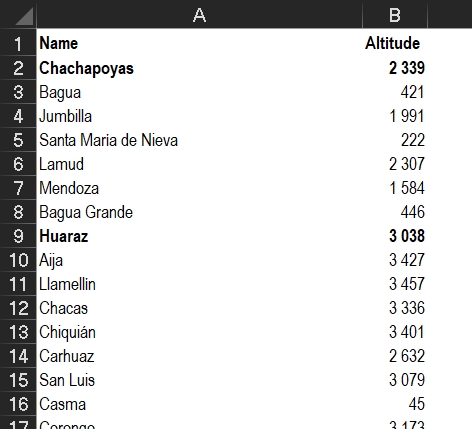 A B
1 Name Altitude
2 Chachapoyas 2 339
3 Bagua 421
4 Jumbilla 1 991
5 Santa Maria de Nieva 222
6 Lamud 2 307
7 Mendoza 1 584
8 Bagua Grande 446
9 Huaraz 3 038
10 Aija 3 427
11 Llamellin 3 457
12 Chacas 3 336
13 Chiquián 3 401
14 Carhuaz 2 632
15 San Luis 3 079
16 Casma 45
17 Corongo 3 173